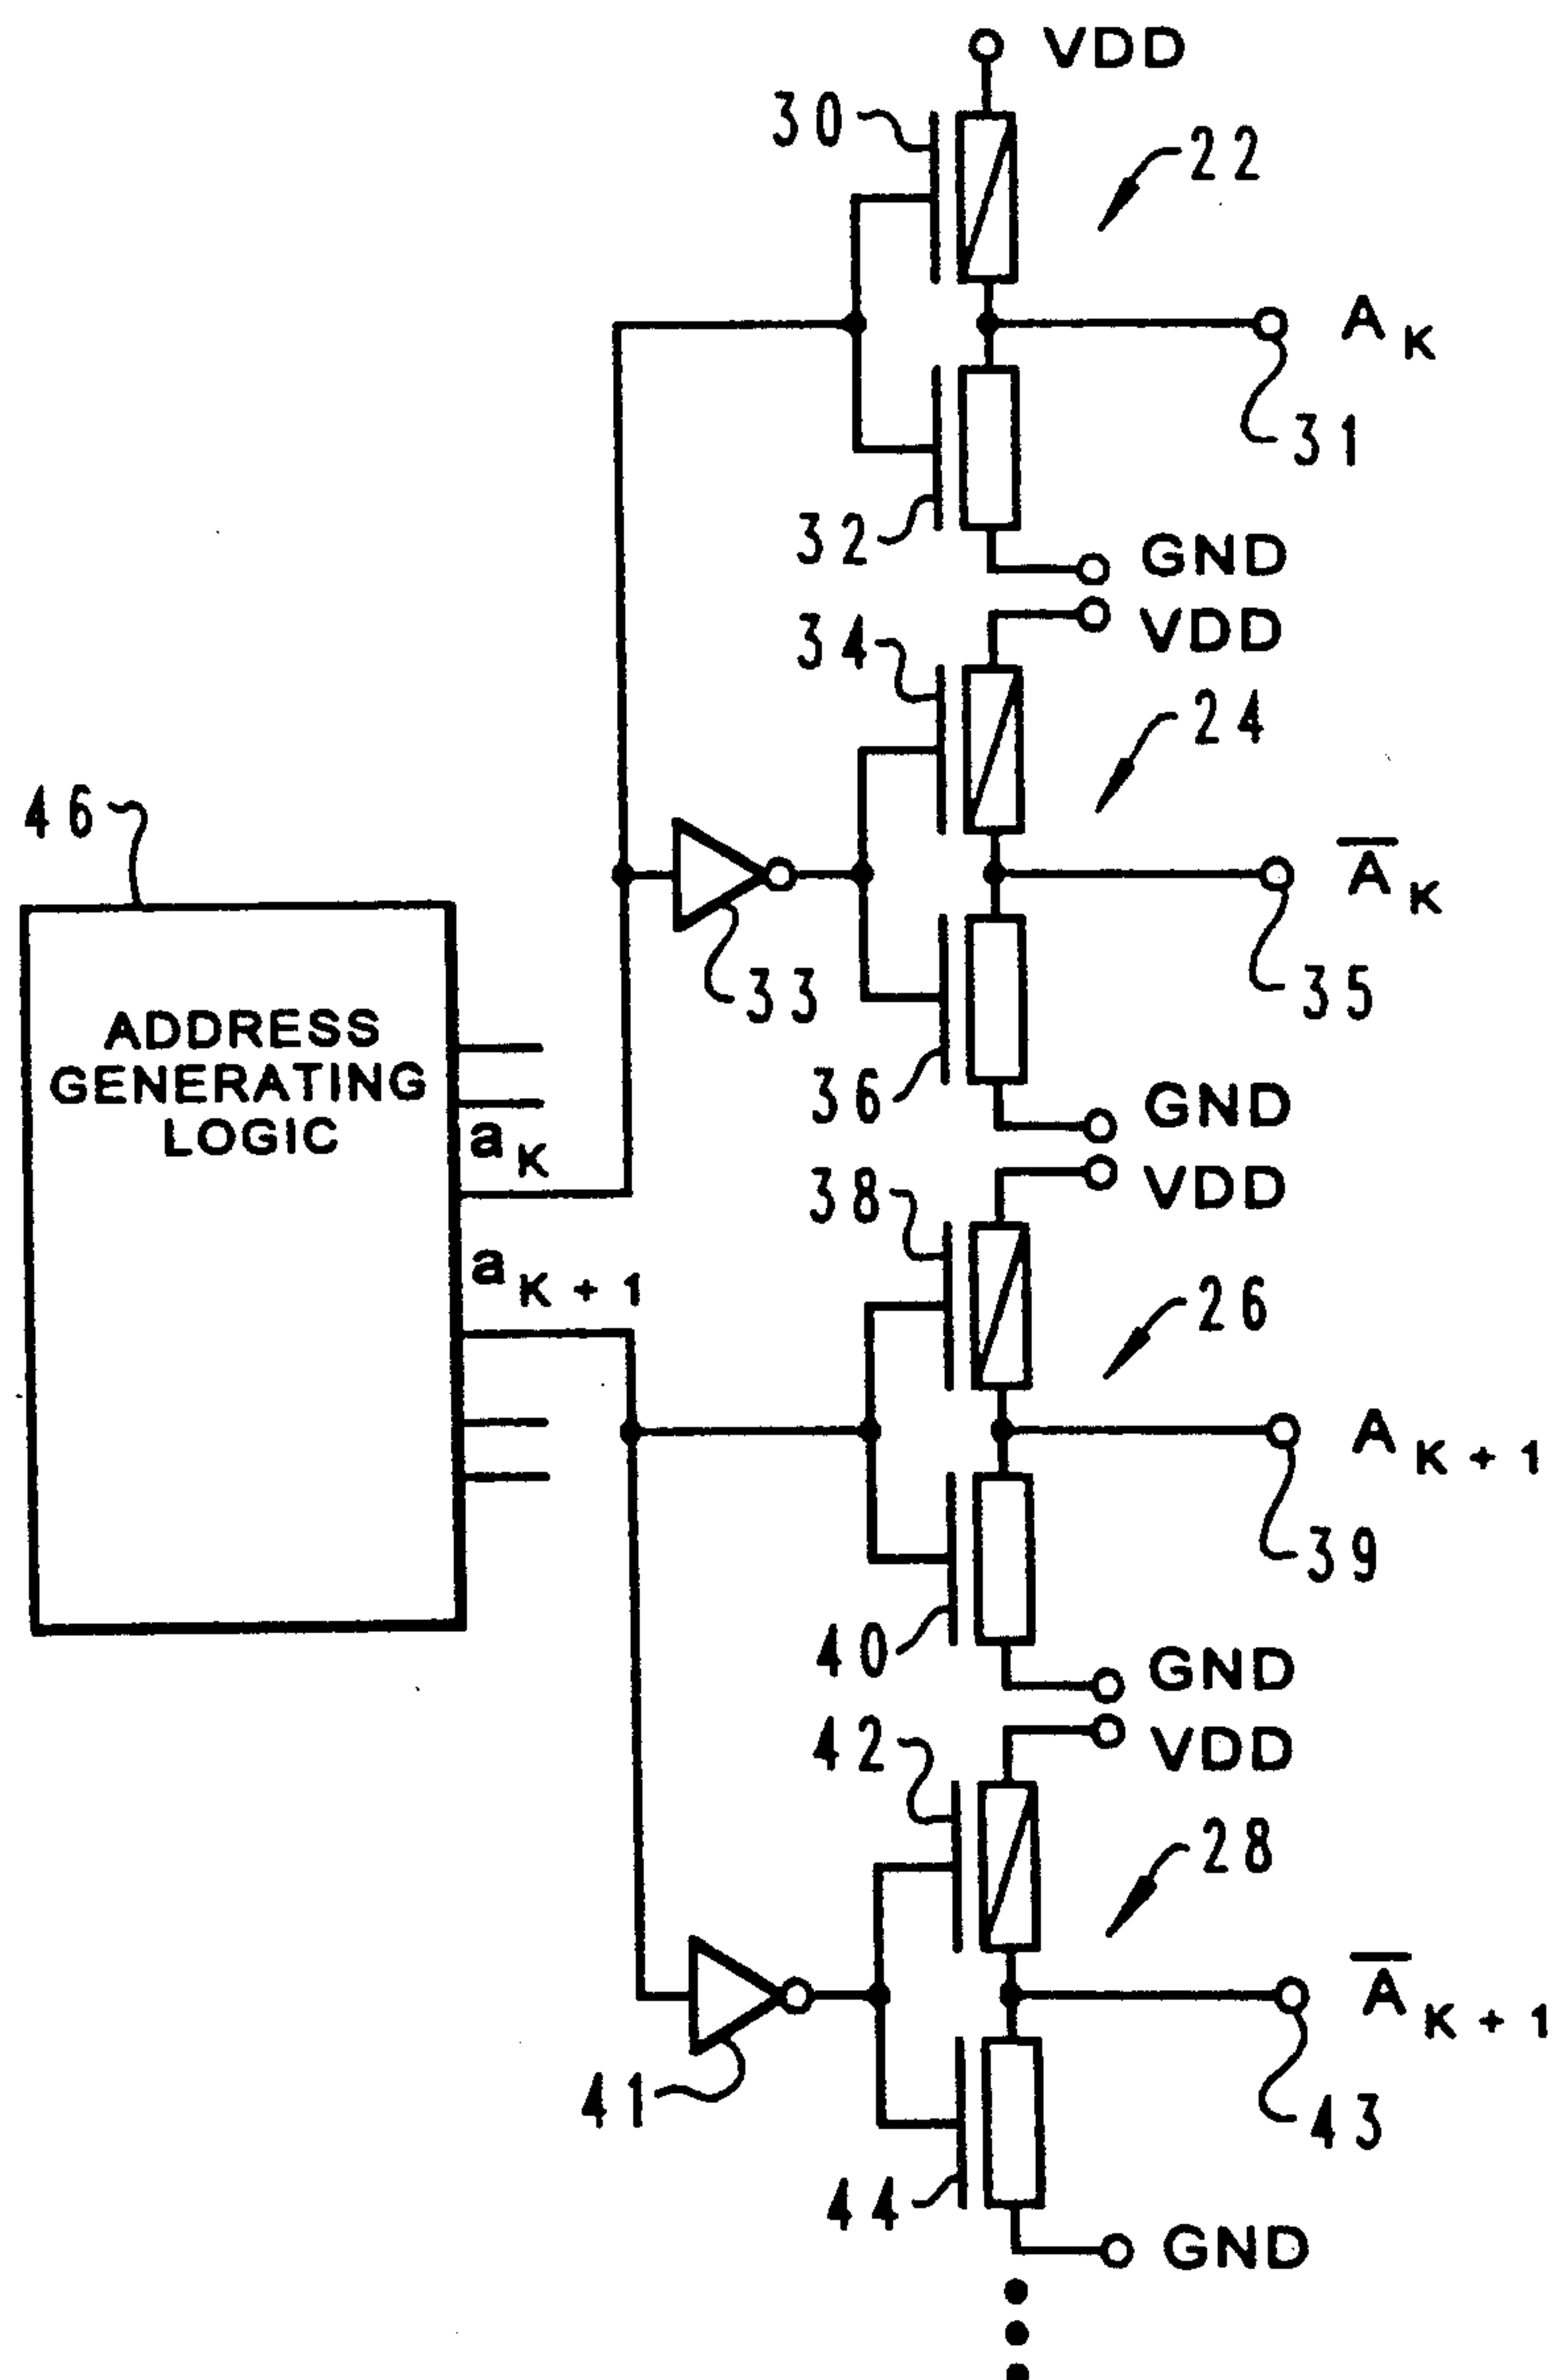 VDD
30
22
A K
31
32
GND
34
VDD
24
46
A̅ K
33
35
ADDRESS
GENERATING
LOGIC
36
GND
a K
38
VDD
a K + 1
26
A K + 1
39
40
GND
42
VDD
28
A̅ K + 1
41
43
44
GND